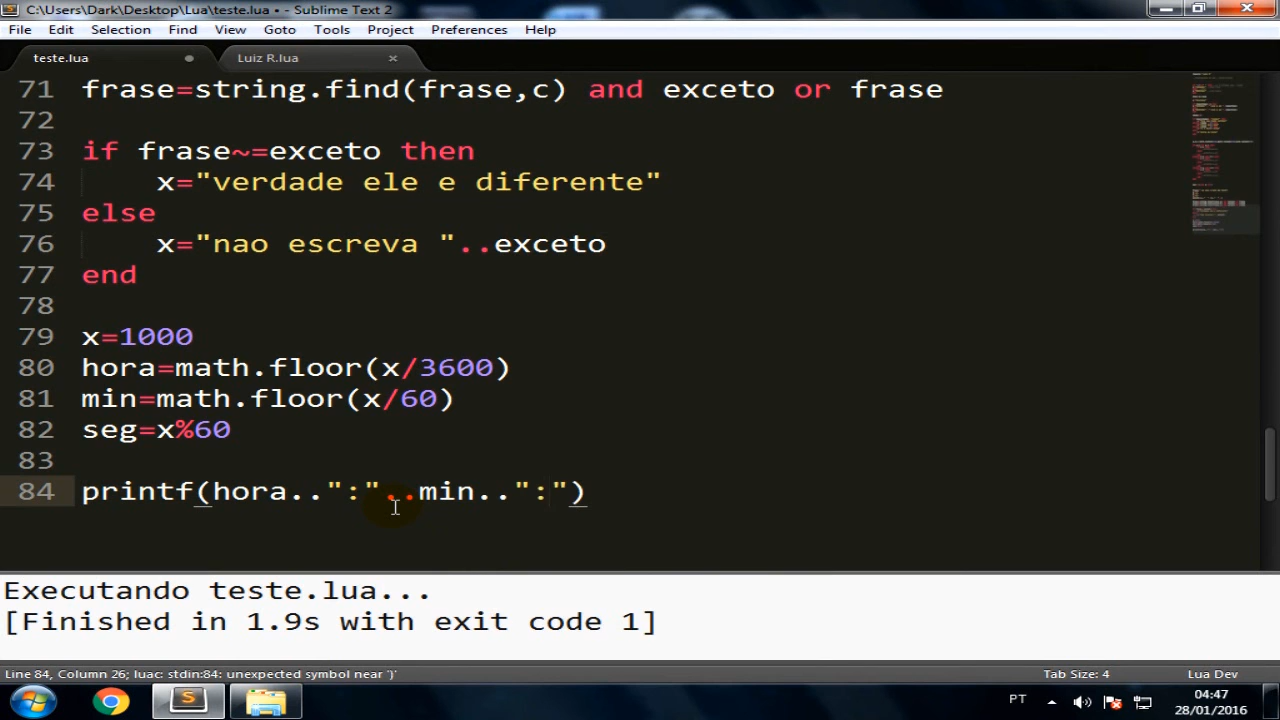 C:\Users\Dark\Desktop\Lua\teste.lua • - Sublime Text 2
File Edit Selection Find View Goto Tools Project Preferences Help
teste.lua Luiz R.lua
71 frase=string.find(frase,c) and exceto or frase
72
73 if frase~=exceto then
74 x="verdade ele e diferente"
75 else
76 x="nao escreva "..exceto
77 end
78
79 x=1000
80 hora=math.floor(x/3600)
81 min=math.floor(x/60)
82 seg=x%60
83
84 printf(hora..":"..min..":")
Executando teste.lua...
[Finished in 1.9s with exit code 1]
Line 84, Column 26; luac: stdin:84: unexpected symbol near ')' Tab Size: 4 Lua Dev
PT 04:47
28/01/2016